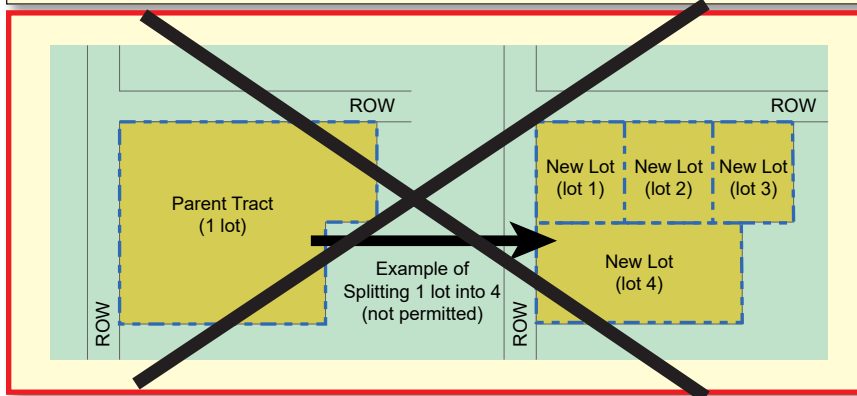 ROW
Parent Tract
(1 lot)
ROW
Example of
Splitting 1 lot into 4
(not permitted)
ROW
New Lot
(lot 1)
New Lot
(lot 2)
New Lot
(lot 3)
New Lot
(lot 4)
ROW